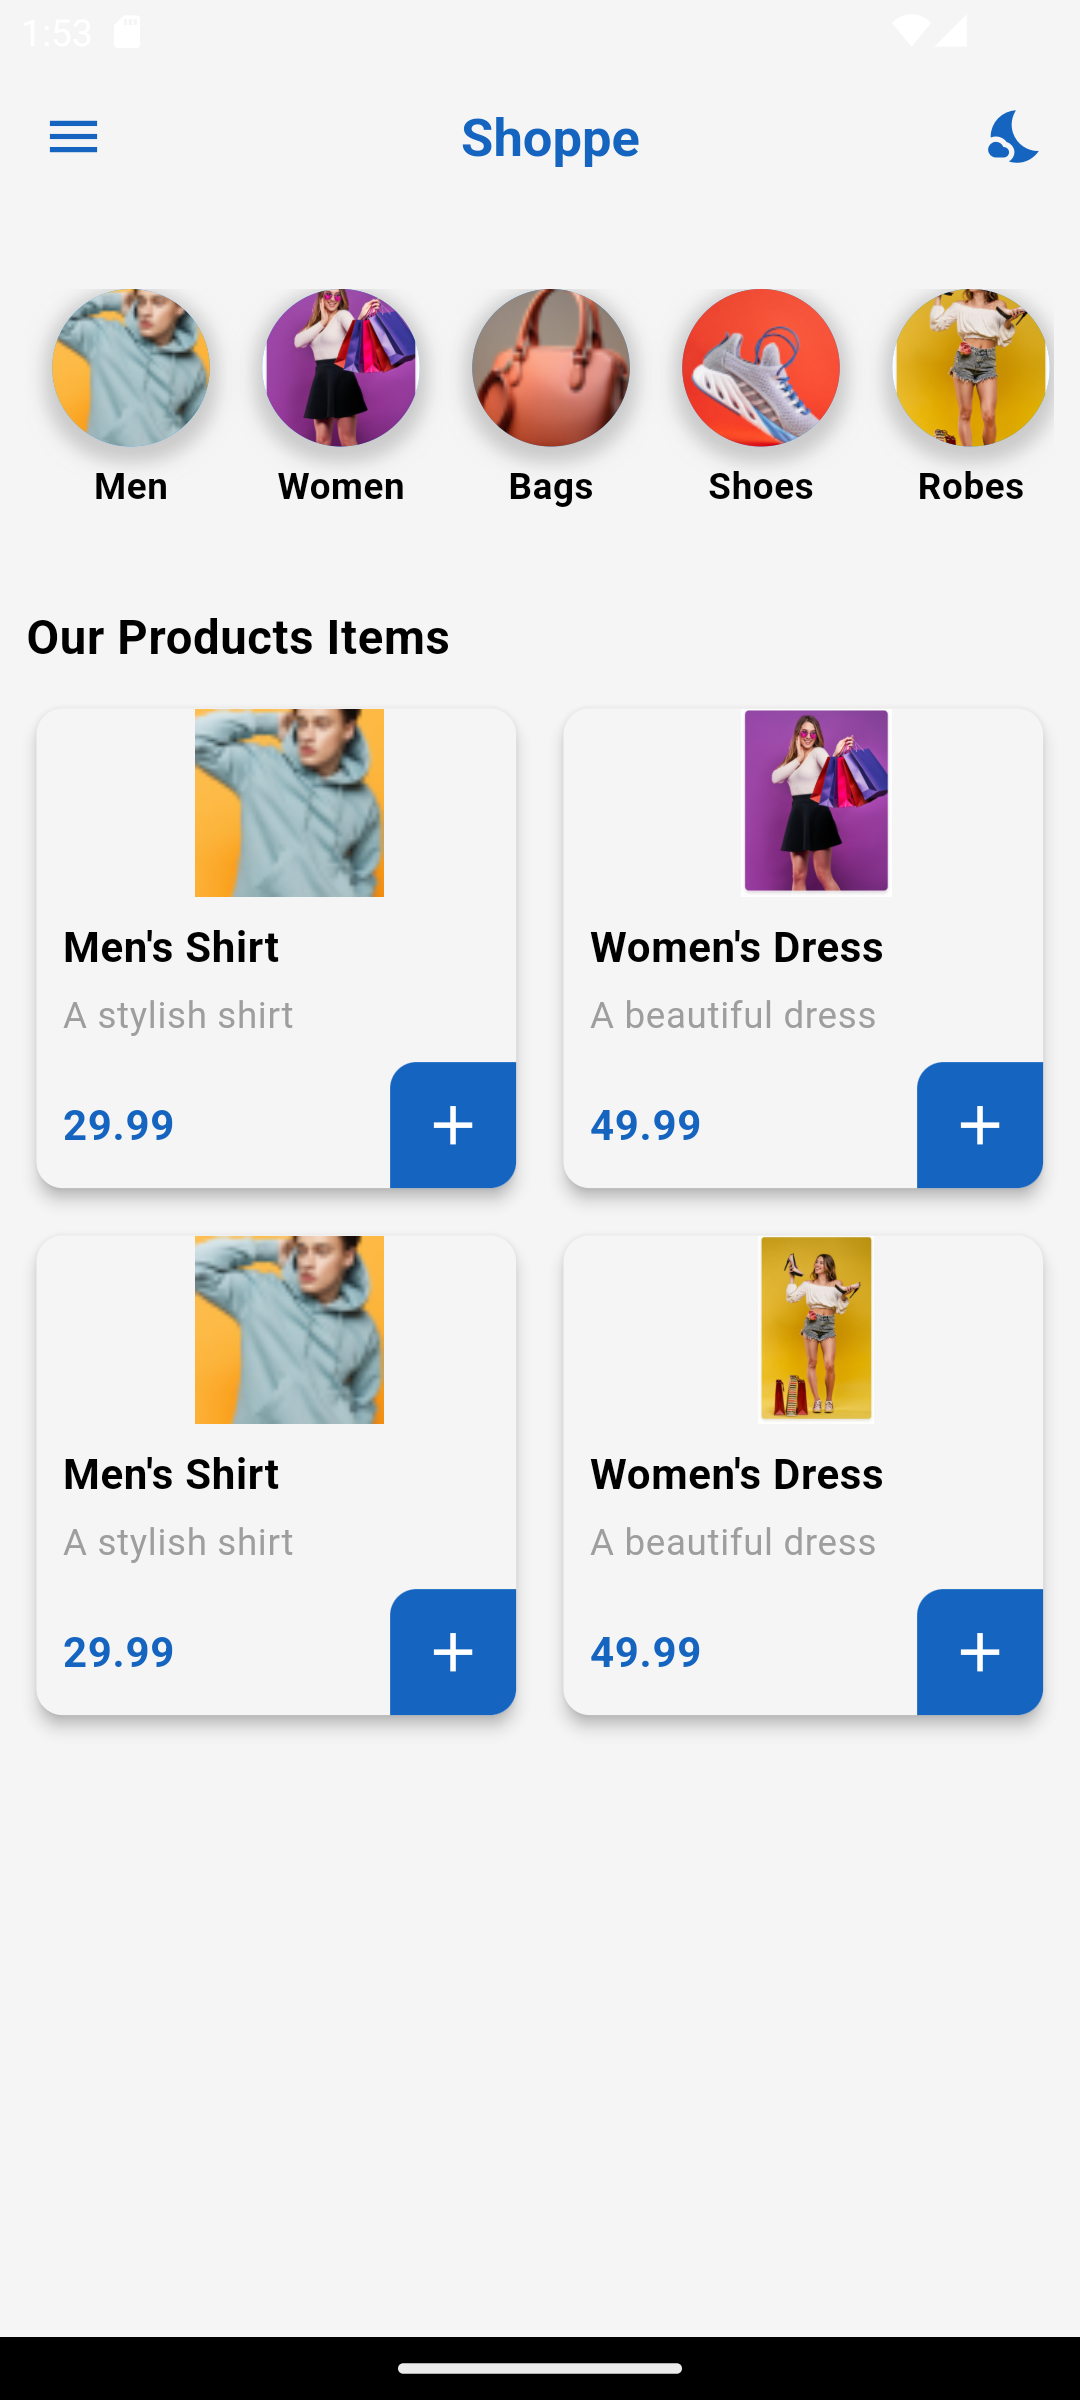 1:53
Shoppe
Men
Women
Bags
Shoes
Robes
Our Products Items
Men's Shirt
A stylish shirt
29.99
Women's Dress
A beautiful dress
49.99
Men's Shirt
A stylish shirt
29.99
Women's Dress
A beautiful dress
49.99